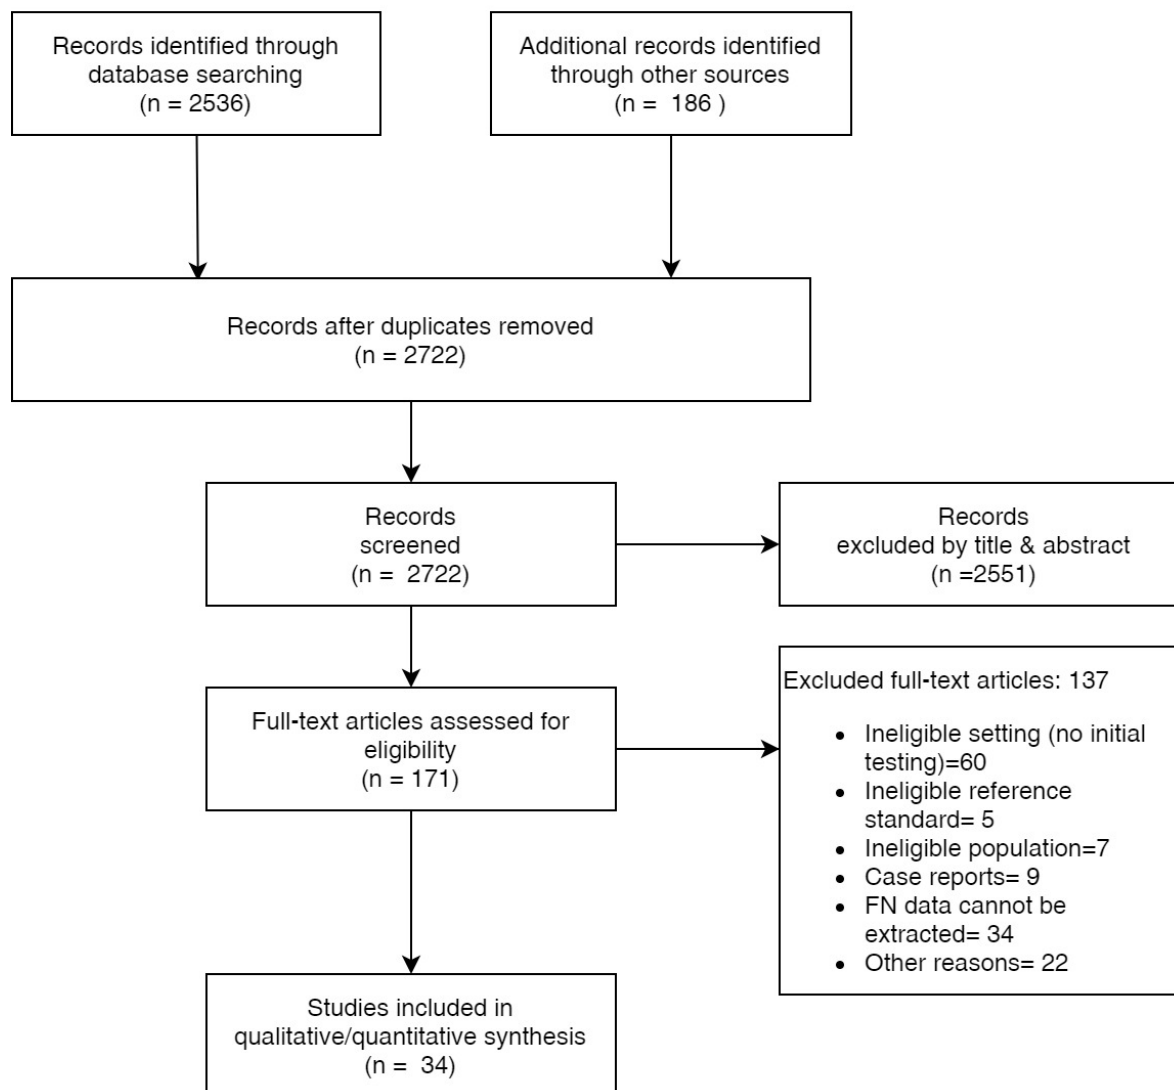 Records identified through
database searching
(n = 2536)
Additional records identified
through other sources
(n =  186 )
Records after duplicates removed
(n = 2722)
Records
screened
(n =  2722)
Records
excluded by title & abstract
(n =2551)
Full-text articles assessed for
eligibility
(n = 171)
Excluded full-text articles: 137
• Ineligible setting (no initial
testing)=60
• Ineligible reference
standard= 5
• Ineligible population=7
• Case reports= 9
• FN data cannot be
extracted= 34
• Other reasons= 22
Studies included in
qualitative/quantitative synthesis
(n =  34)